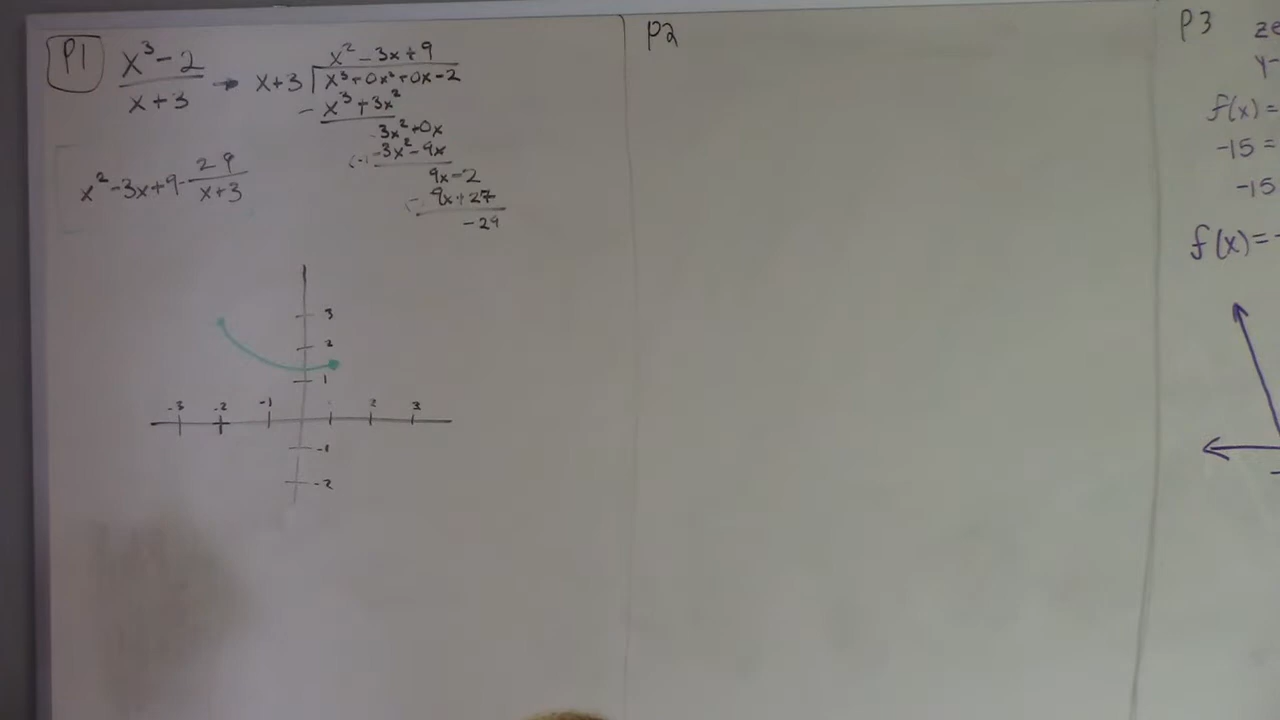 P1
x³ - 2 / x + 3 → x + 3 ) x³ + 0x² + 0x - 2
x² - 3x + 9
- x³ + 3x²
-3x² + 0x
(-) -3x² - 9x
9x - 2
- 9x + 27
-29
x² - 3x + 9 - 29 / x + 3
3
2
1
-3 -2 -1 2 3
-1
-2
P2
P3
y-
f(x) =
-15 =
-15
f(x) = -